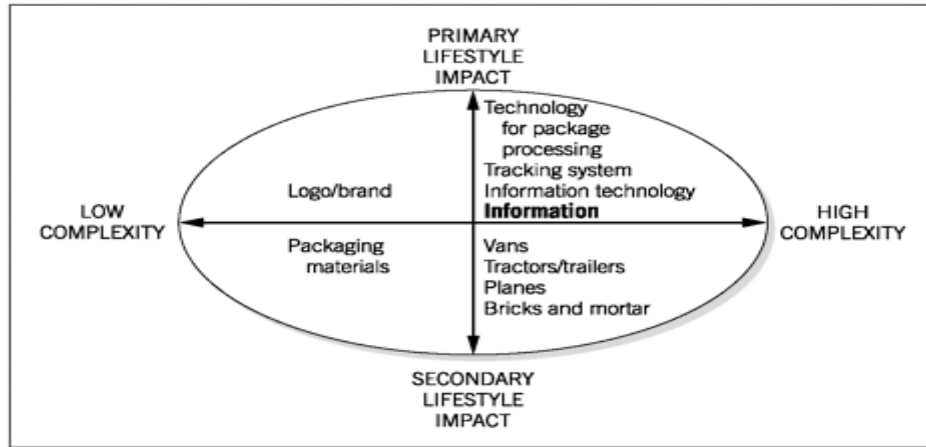 PRIMARY
LIFESTYLE
IMPACT
Technology
for package
processing
Tracking system
Logo/brand
Information technology
Information
LOW
COMPLEXITY
HIGH
COMPLEXITY
Packaging
materials
Vans
Tractors/trailers
Planes
Bricks and mortar
SECONDARY
LIFESTYLE
IMPACT